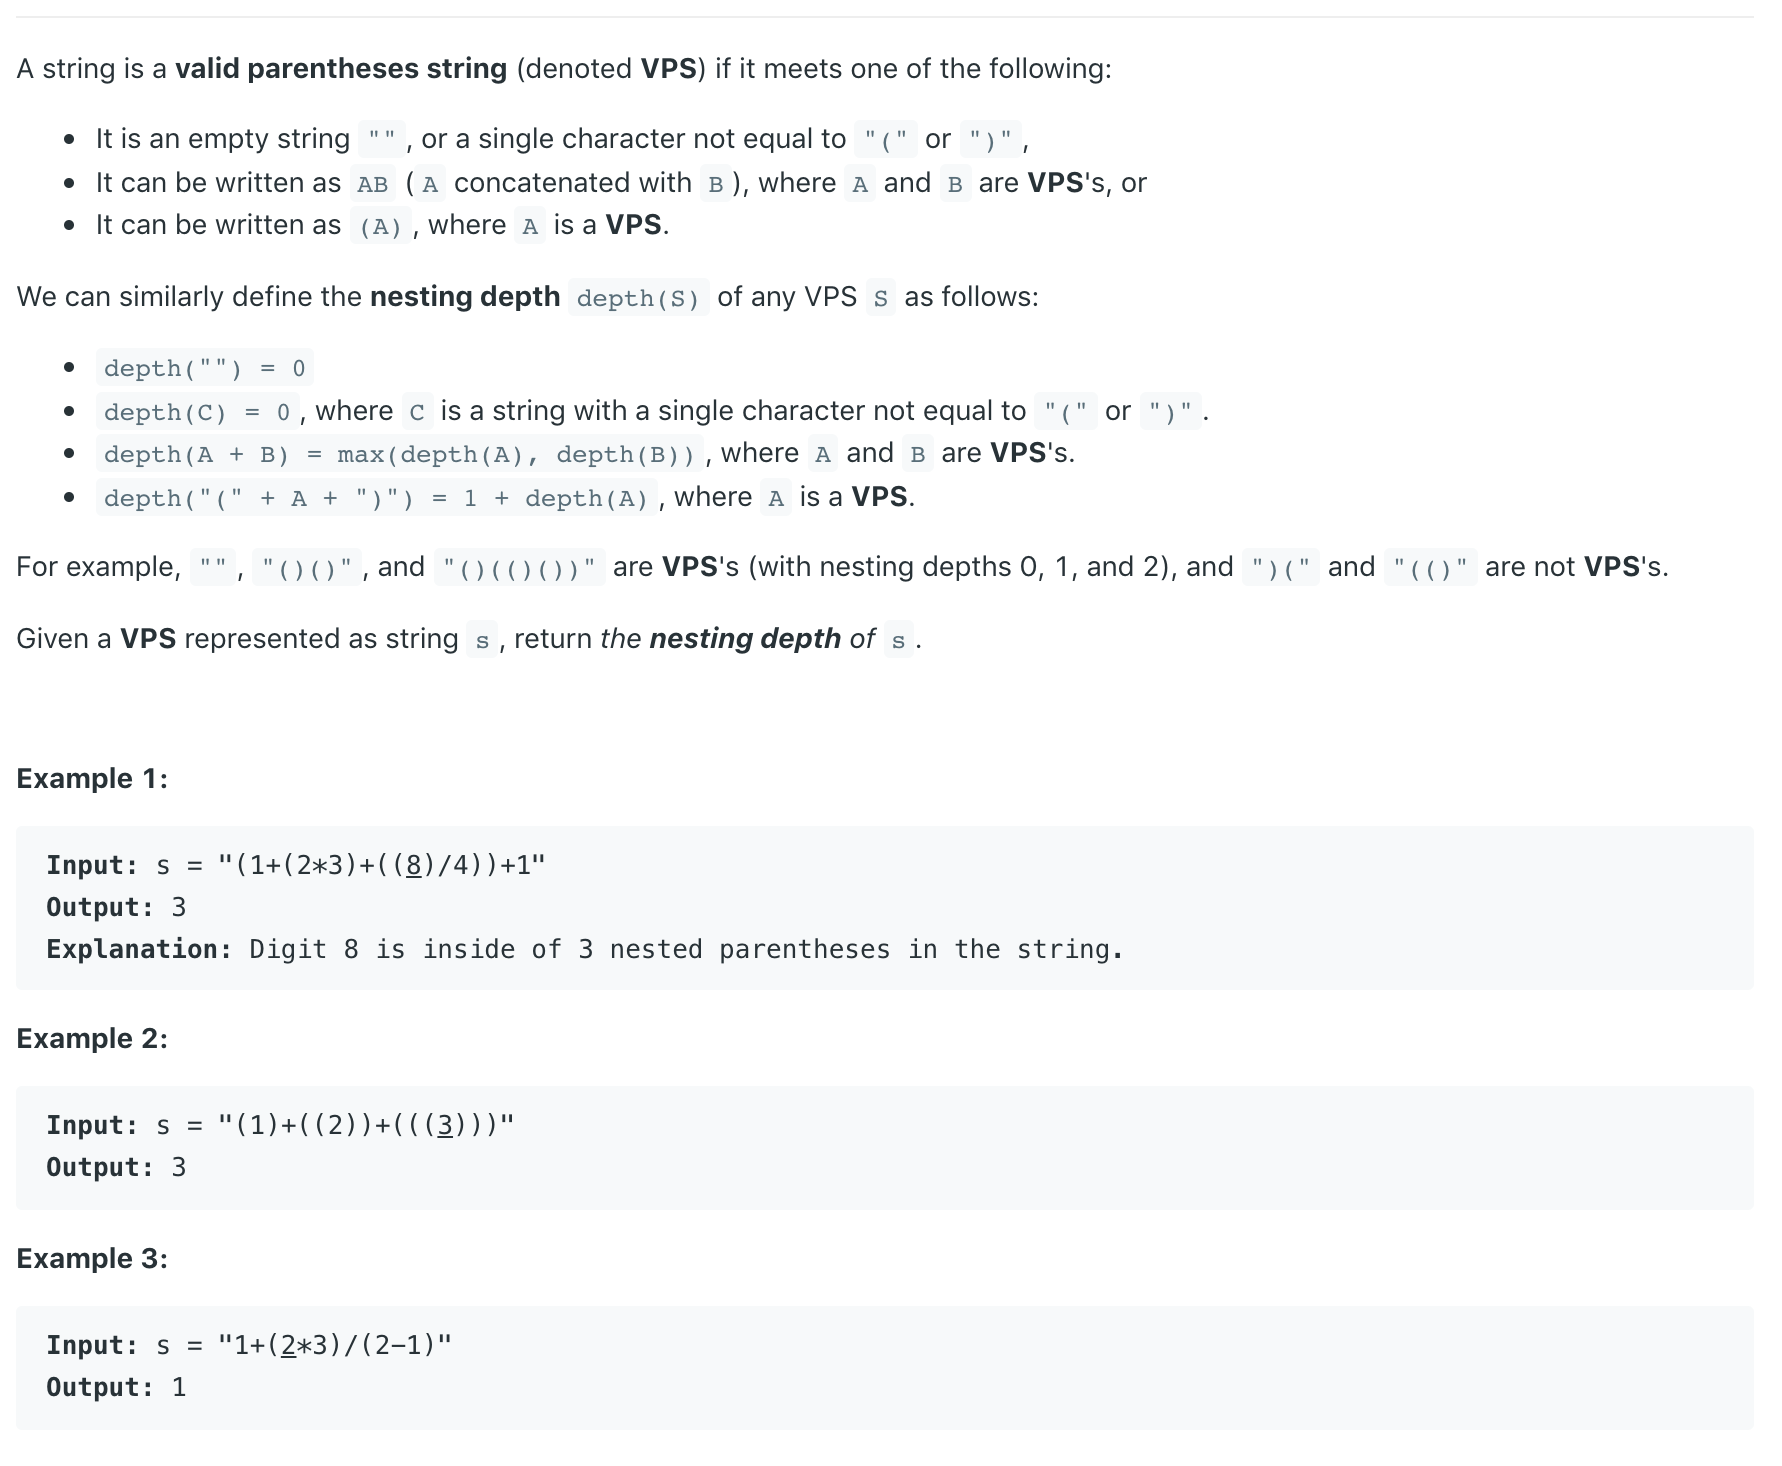 A string is a valid parentheses string (denoted VPS) if it meets one of the following:
• It is an empty string "", or a single character not equal to "(" or ")",
• It can be written as AB (A concatenated with B), where A and B are VPS's, or
• It can be written as (A), where A is a VPS.
We can similarly define the nesting depth depth(S) of any VPS S as follows:
• depth("") = 0
• depth(C) = 0, where C is a string with a single character not equal to "(" or ")".
• depth(A + B) = max(depth(A), depth(B)), where A and B are VPS's.
• depth("(" + A + ")") = 1 + depth(A), where A is a VPS.
For example, "", "()()", and "()(()())" are VPS's (with nesting depths 0, 1, and 2), and ")(" and "(()" are not VPS's.
Given a VPS represented as string s, return the nesting depth of s.
Example 1:
Input: s = "(1+(2*3)+((8)/4))+1"
Output: 3
Explanation: Digit 8 is inside of 3 nested parentheses in the string.
Example 2:
Input: s = "(1)+((2))+(((3)))"
Output: 3
Example 3:
Input: s = "1+(2*3)/(2-1)"
Output: 1